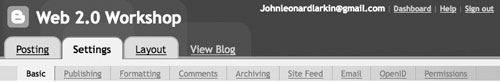 Johnleonardlarkin@gmail.com | Dashboard | Help | Sign out
Web 2.0 Workshop
Posting Settings Layout View Blog
Basic | Publishing | Formatting | Comments | Archiving | Site Feed | Email | OpenID | Permissions